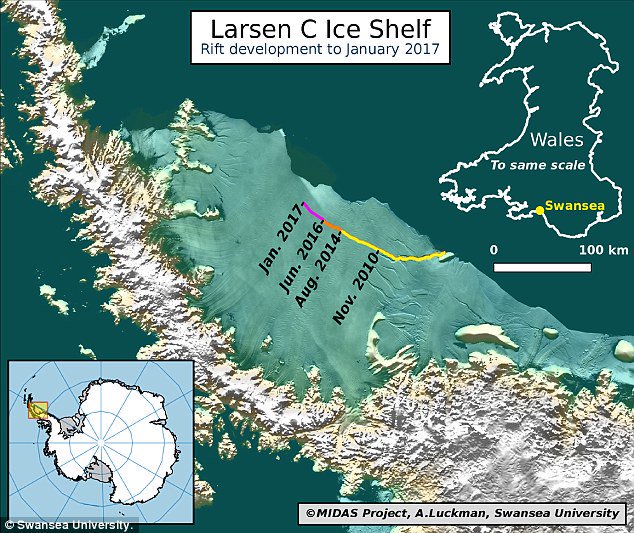 Larsen C Ice Shelf
Rift development to January 2017
Wales
To same scale
Swansea
0 100 km
Jan. 2017
Jun. 2016
Aug. 2014
Nov. 2010
©MIDAS Project, A.Luckman, Swansea University
© Swansea University.